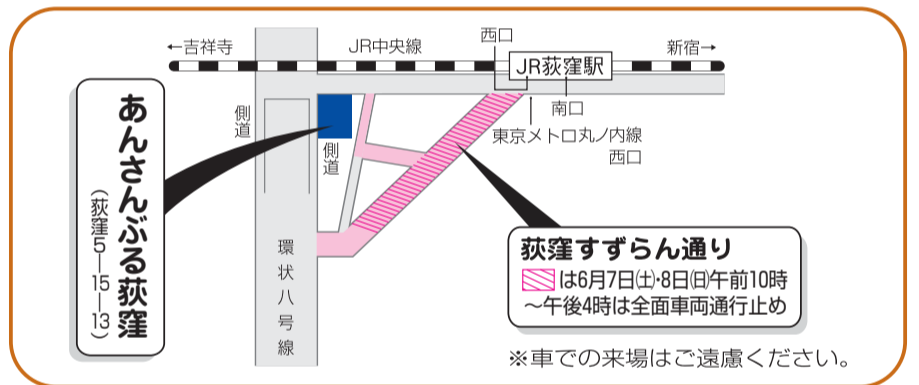 ←吉祥寺
JR中央線
西口
新宿→
JR荻窪駅
南口
東京メトロ丸ノ内線
西口
側道
側道
環状八号線
あんさんぶる荻窪
(荻窪5―15―13)
荻窪すずらん通り
は6月7日㈯・8日㈰午前10時
～午後4時は全面車両通行止め
※車での来場はご遠慮ください。